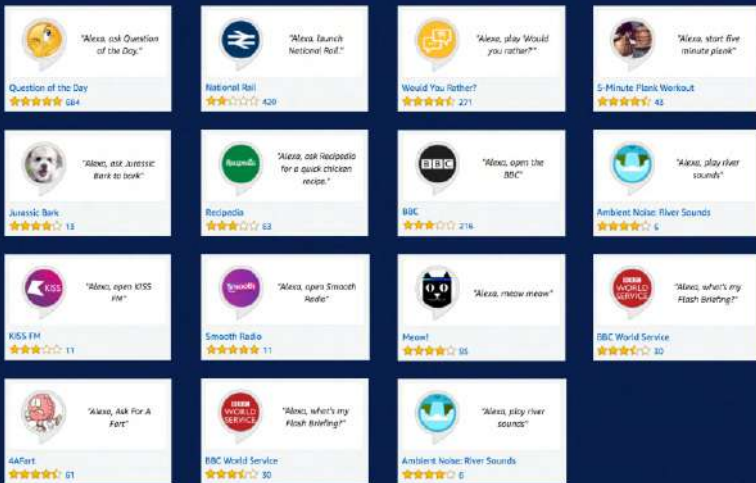 "Alexa, ask Question
of the Day."
Question of the Day
684
"Alexa, launch
National Rail."
National Rail
420
"Alexa, play 'Would
you rather?'"
Would You Rather?
271
"Alexa, start five
minute plank"
5-Minute Plank Workout
43
"Alexa, ask Jurassic
Bark to bark"
Jurassic Bark
13
Recipedia
"Alexa, ask Recipedia
for a quick chicken
recipe."
Recipedia
63
BBC
"Alexa, open the
BBC"
BBC
216
"Alexa, play river
sounds"
Ambient Noise: River Sounds
6
KISS
"Alexa, open KISS
FM"
KISS FM
11
Smooth
"Alexa, open Smooth
Radio"
Smooth Radio
11
"Alexa, meow meow"
Meow!
95
BBC
WORLD
SERVICE
"Alexa, what's my
Flash Briefing?"
BBC World Service
30
"Alexa, Ask For A
Fart"
4AFart
61
BBC
WORLD
SERVICE
"Alexa, what's my
Flash Briefing?"
BBC World Service
30
"Alexa, play river
sounds"
Ambient Noise: River Sounds
6